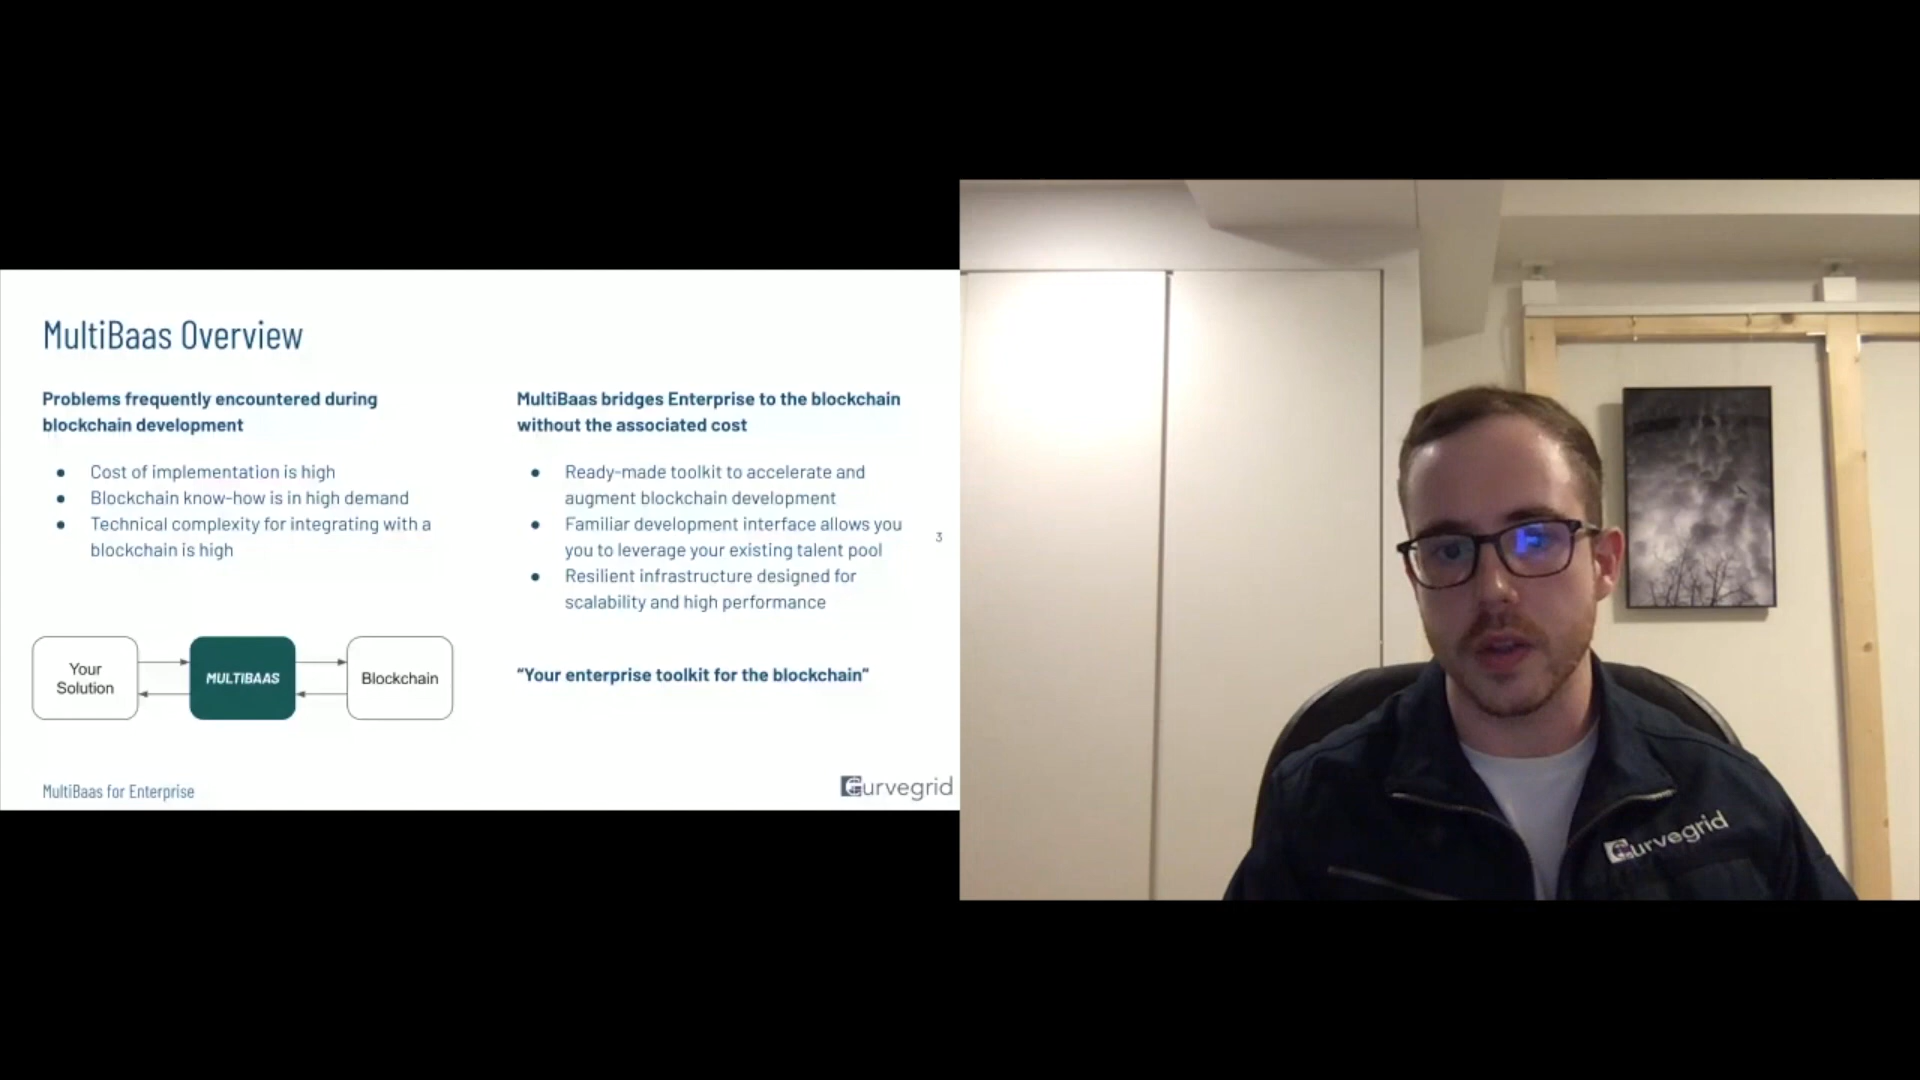 MultiBaas Overview
Problems frequently encountered during
blockchain development
● Cost of implementation is high
● Blockchain know-how is in high demand
● Technical complexity for integrating with a
blockchain is high
Your
Solution
MULTIBAAS
Blockchain
MultiBaas bridges Enterprise to the blockchain
without the associated cost
● Ready-made toolkit to accelerate and
augment blockchain development
● Familiar development interface allows you
you to leverage your existing talent pool
● Resilient infrastructure designed for
scalability and high performance
“Your enterprise toolkit for the blockchain”
3
MultiBaas for Enterprise
Curvegrid
Curvegrid